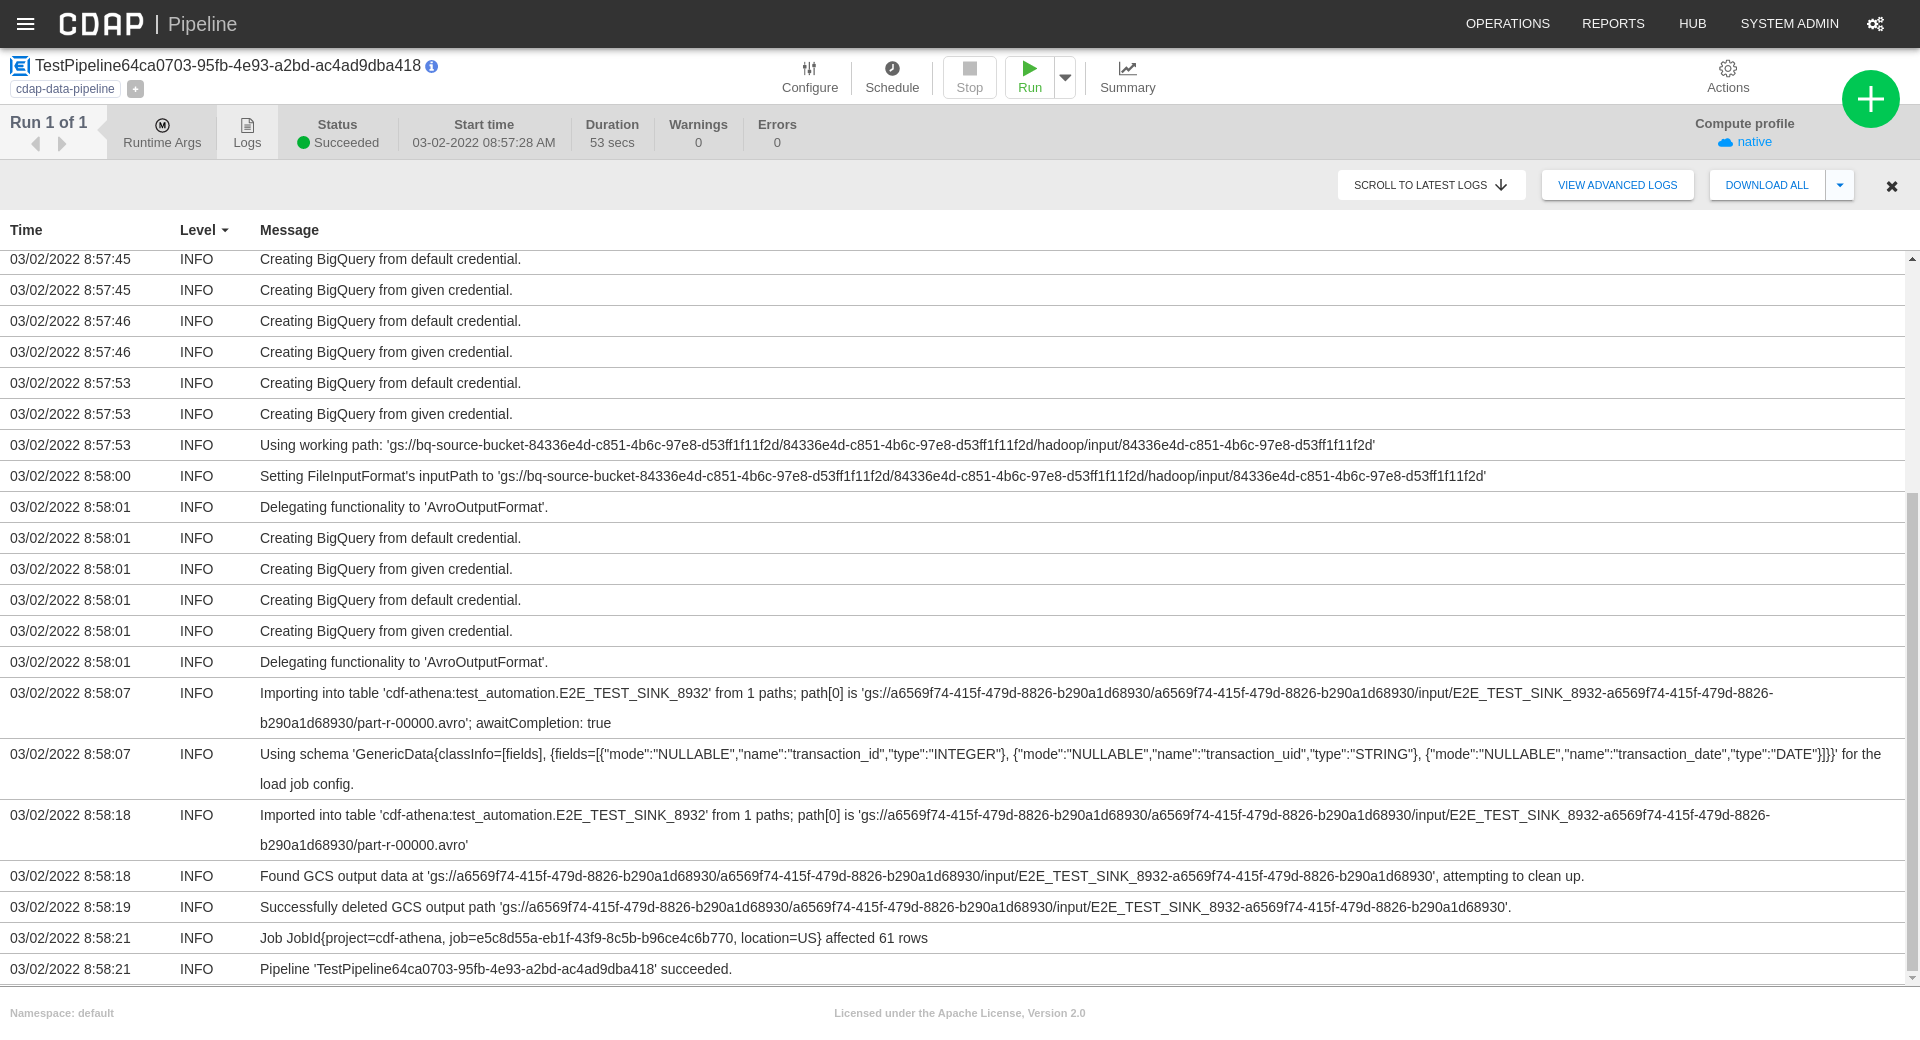 CDAP | Pipeline
OPERATIONS REPORTS HUB SYSTEM ADMIN
TestPipeline64ca0703-95fb-4e93-a2bd-ac4ad9dba418
cdap-data-pipeline +
Configure Schedule Stop Run Summary Actions
Run 1 of 1
Runtime Args
Logs
Status
Succeeded
Start time
03-02-2022 08:57:28 AM
Duration
53 secs
Warnings
0
Errors
0
Compute profile
native
SCROLL TO LATEST LOGS VIEW ADVANCED LOGS DOWNLOAD ALL
Time Level Message
03/02/2022 8:57:45 INFO Creating BigQuery from default credential.
03/02/2022 8:57:45 INFO Creating BigQuery from given credential.
03/02/2022 8:57:46 INFO Creating BigQuery from default credential.
03/02/2022 8:57:46 INFO Creating BigQuery from given credential.
03/02/2022 8:57:53 INFO Creating BigQuery from default credential.
03/02/2022 8:57:53 INFO Creating BigQuery from given credential.
03/02/2022 8:57:53 INFO Using working path: 'gs://bq-source-bucket-84336e4d-c851-4b6c-97e8-d53ff1f11f2d/84336e4d-c851-4b6c-97e8-d53ff1f11f2d/hadoop/input/84336e4d-c851-4b6c-97e8-d53ff1f11f2d'
03/02/2022 8:58:00 INFO Setting FileInputFormat's inputPath to 'gs://bq-source-bucket-84336e4d-c851-4b6c-97e8-d53ff1f11f2d/84336e4d-c851-4b6c-97e8-d53ff1f11f2d/hadoop/input/84336e4d-c851-4b6c-97e8-d53ff1f11f2d'
03/02/2022 8:58:01 INFO Delegating functionality to 'AvroOutputFormat'.
03/02/2022 8:58:01 INFO Creating BigQuery from default credential.
03/02/2022 8:58:01 INFO Creating BigQuery from given credential.
03/02/2022 8:58:01 INFO Creating BigQuery from default credential.
03/02/2022 8:58:01 INFO Creating BigQuery from given credential.
03/02/2022 8:58:01 INFO Delegating functionality to 'AvroOutputFormat'.
03/02/2022 8:58:07 INFO Importing into table 'cdf-athena:test_automation.E2E_TEST_SINK_8932' from 1 paths; path[0] is 'gs://a6569f74-415f-479d-8826-b290a1d68930/a6569f74-415f-479d-8826-b290a1d68930/input/E2E_TEST_SINK_8932-a6569f74-415f-479d-8826-
b290a1d68930/part-r-00000.avro'; awaitCompletion: true
03/02/2022 8:58:07 INFO Using schema 'GenericData{classInfo=[fields], {fields=[{"mode":"NULLABLE","name":"transaction_id","type":"INTEGER"}, {"mode":"NULLABLE","name":"transaction_uid","type":"STRING"}, {"mode":"NULLABLE","name":"transaction_date","type":"DATE"}]}}' for the
load job config.
03/02/2022 8:58:18 INFO Imported into table 'cdf-athena:test_automation.E2E_TEST_SINK_8932' from 1 paths; path[0] is 'gs://a6569f74-415f-479d-8826-b290a1d68930/a6569f74-415f-479d-8826-b290a1d68930/input/E2E_TEST_SINK_8932-a6569f74-415f-479d-8826-
b290a1d68930/part-r-00000.avro'
03/02/2022 8:58:18 INFO Found GCS output data at 'gs://a6569f74-415f-479d-8826-b290a1d68930/a6569f74-415f-479d-8826-b290a1d68930/input/E2E_TEST_SINK_8932-a6569f74-415f-479d-8826-b290a1d68930', attempting to clean up.
03/02/2022 8:58:19 INFO Successfully deleted GCS output path 'gs://a6569f74-415f-479d-8826-b290a1d68930/a6569f74-415f-479d-8826-b290a1d68930/input/E2E_TEST_SINK_8932-a6569f74-415f-479d-8826-b290a1d68930'.
03/02/2022 8:58:21 INFO Job JobId{project=cdf-athena, job=e5c8d55a-eb1f-43f9-8c5b-b96ce4c6b770, location=US} affected 61 rows
03/02/2022 8:58:21 INFO Pipeline 'TestPipeline64ca0703-95fb-4e93-a2bd-ac4ad9dba418' succeeded.
Namespace: default Licensed under the Apache License, Version 2.0